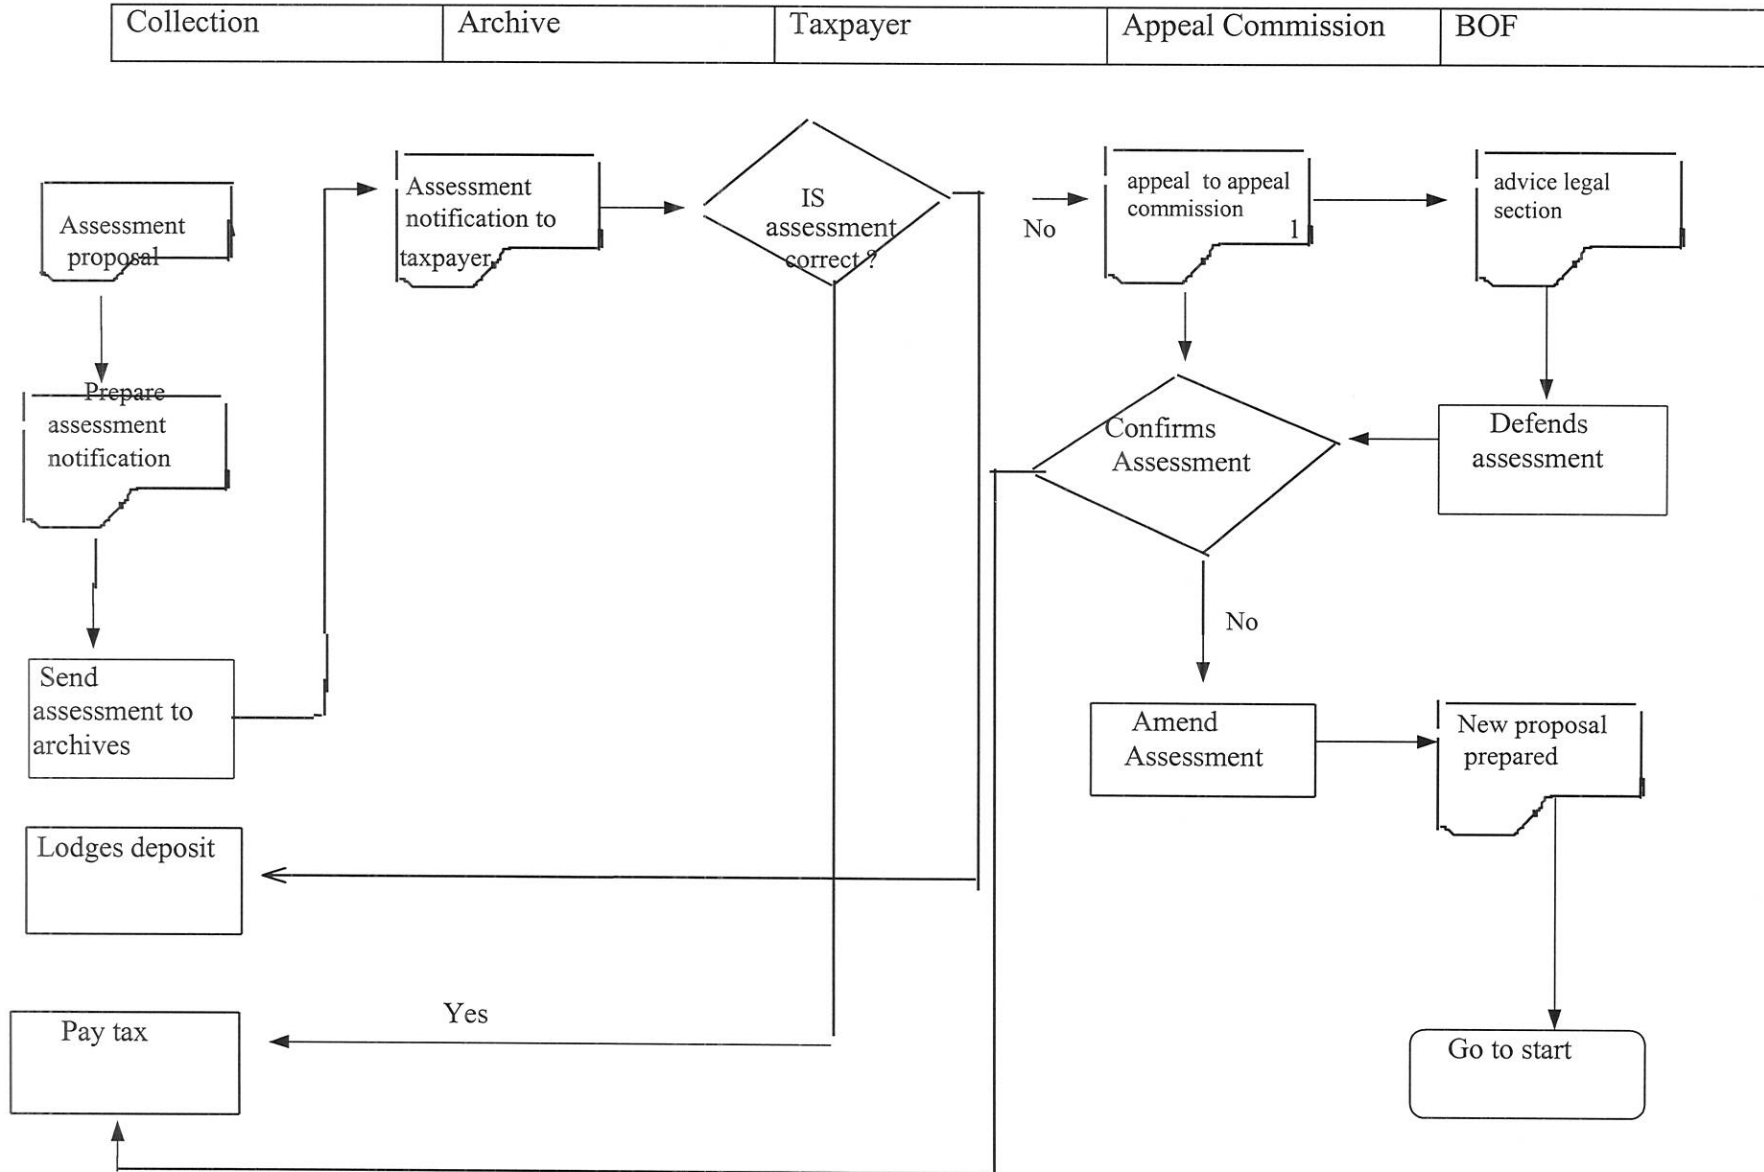 Collection
Archive
Taxpayer
Appeal Commission
BOF
Assessment
proposal
Assessment
notification to
taxpayer
IS
assessment
correct ?
No
appeal to appeal
commission
1
advice legal
section
Prepare
assessment
notification
Confirms
Assessment
Defends
assessment
No
Send
assessment to
archives
Amend
Assessment
New proposal
prepared
Lodges deposit
Yes
Pay tax
Go to start